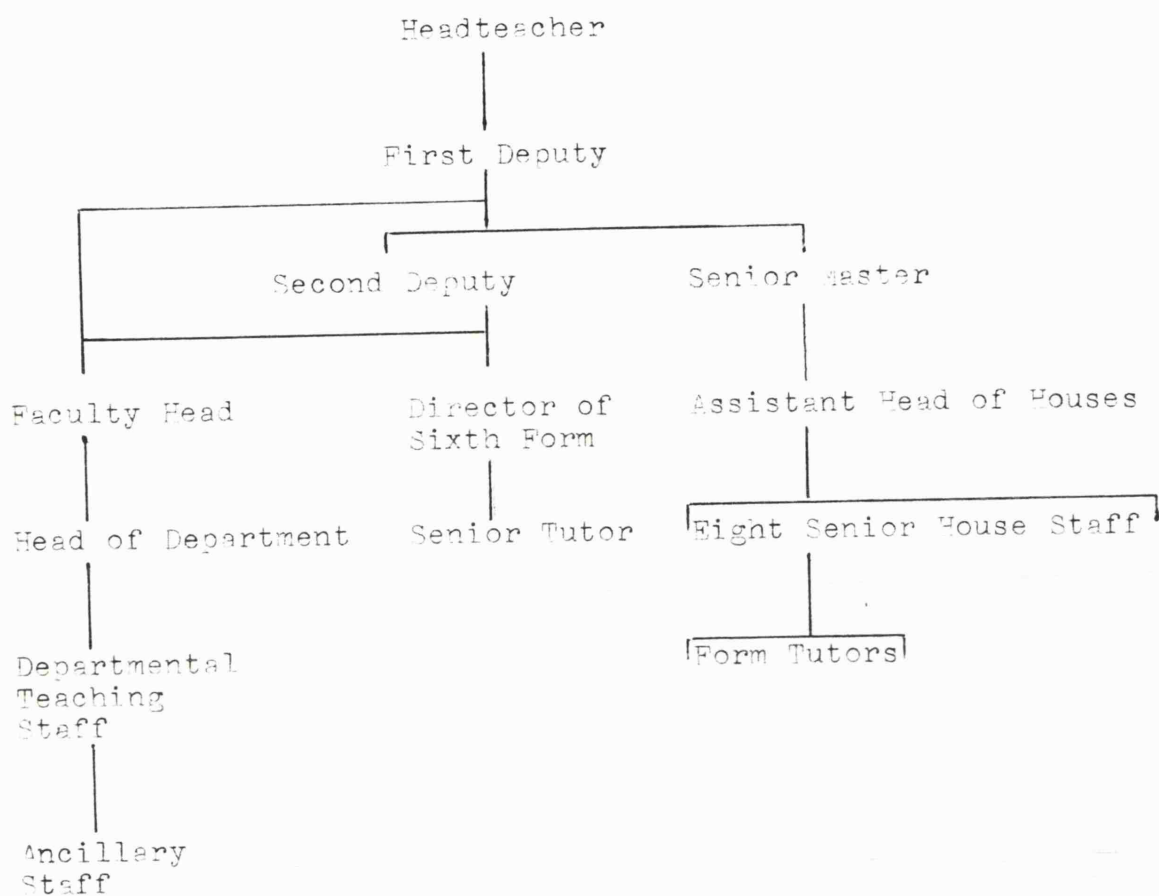 Headteacher
First Deputy
Second Deputy
Senior Master
Faculty Head
Director of
Sixth Form
Assistant Head of Houses
Head of Department
Senior Tutor
Eight Senior House Staff
Departmental
Teaching
Staff
Form Tutors
Ancillary
Staff